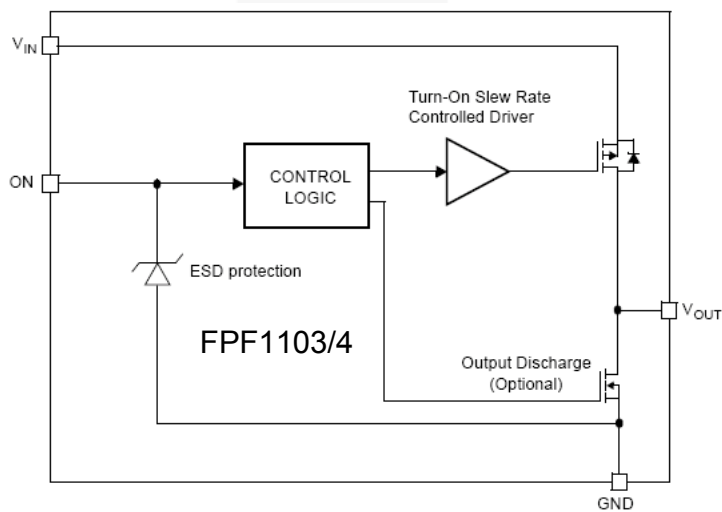 VIN
Turn-On Slew Rate
Controlled Driver
ON
CONTROL
LOGIC
ESD protection
FPF1103/4
VOUT
Output Discharge
(Optional)
GND